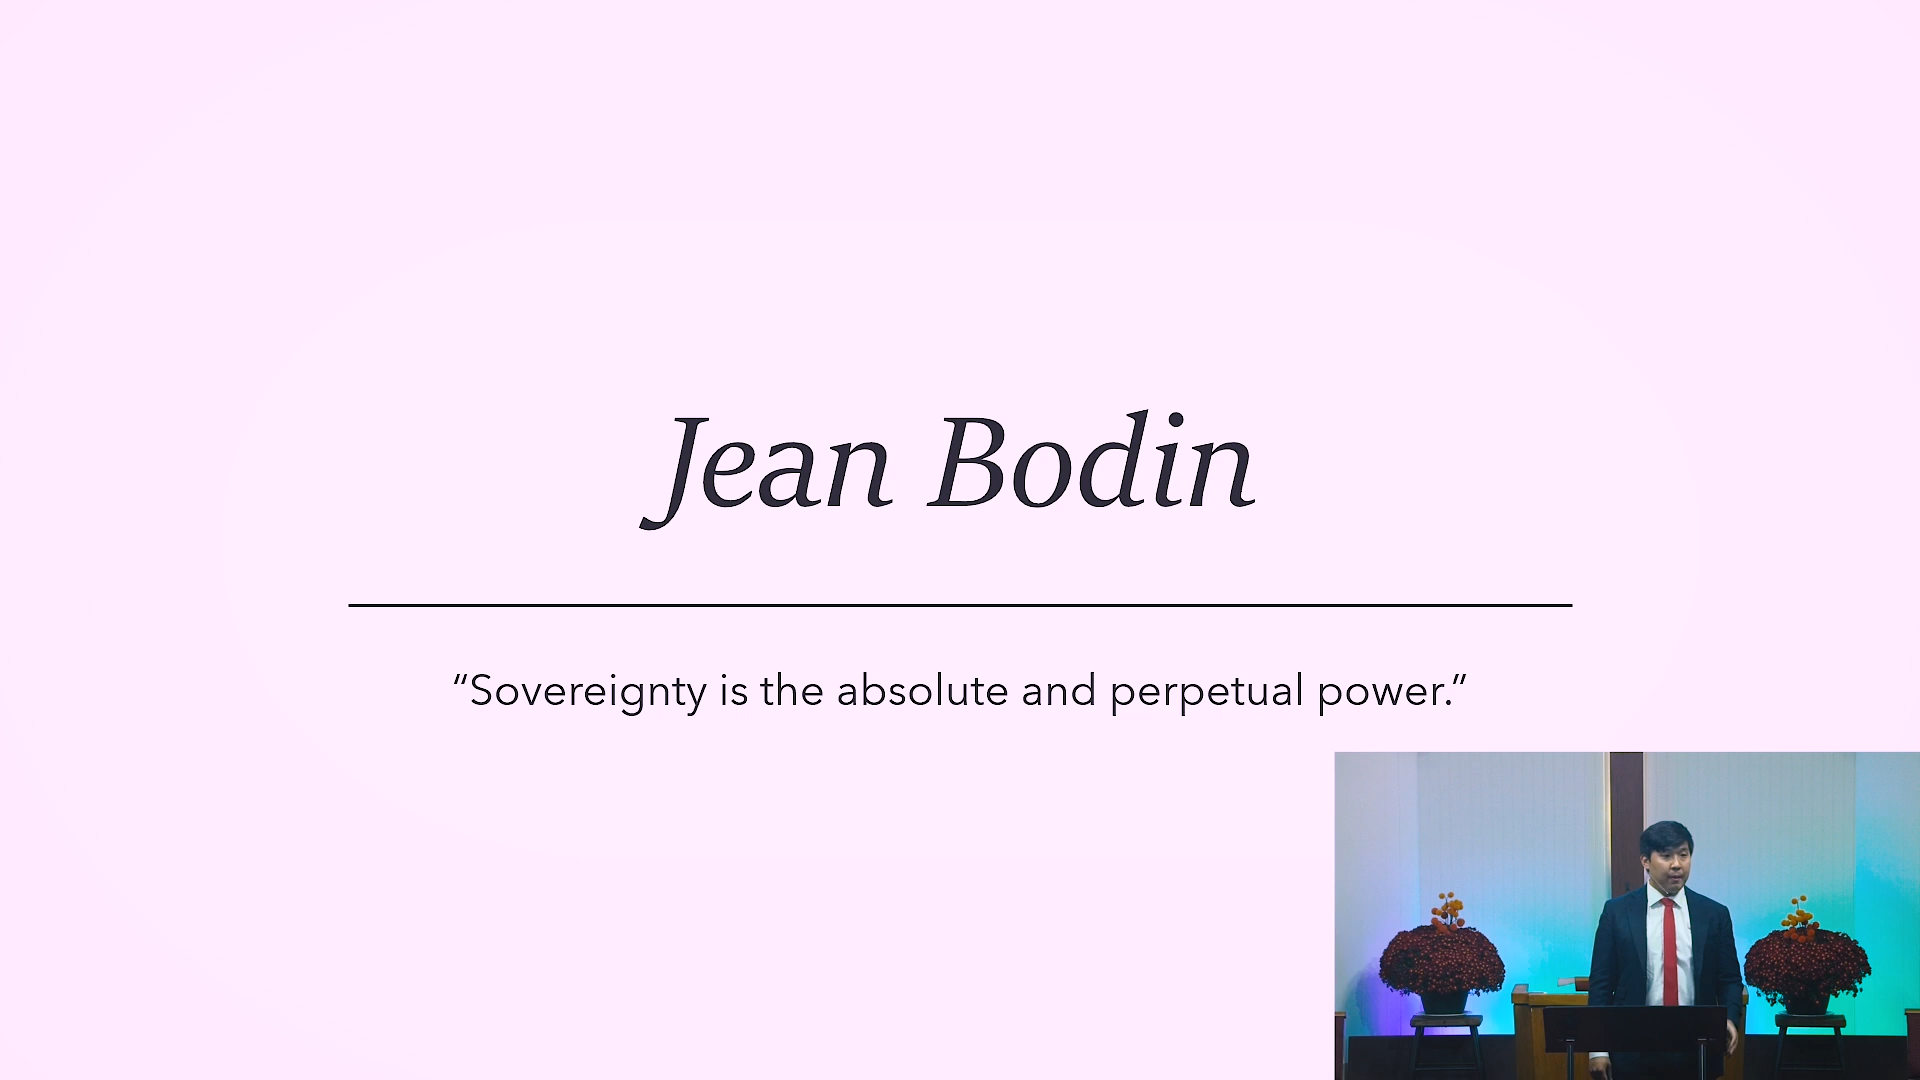 Jean Bodin
“Sovereignty is the absolute and perpetual power.”